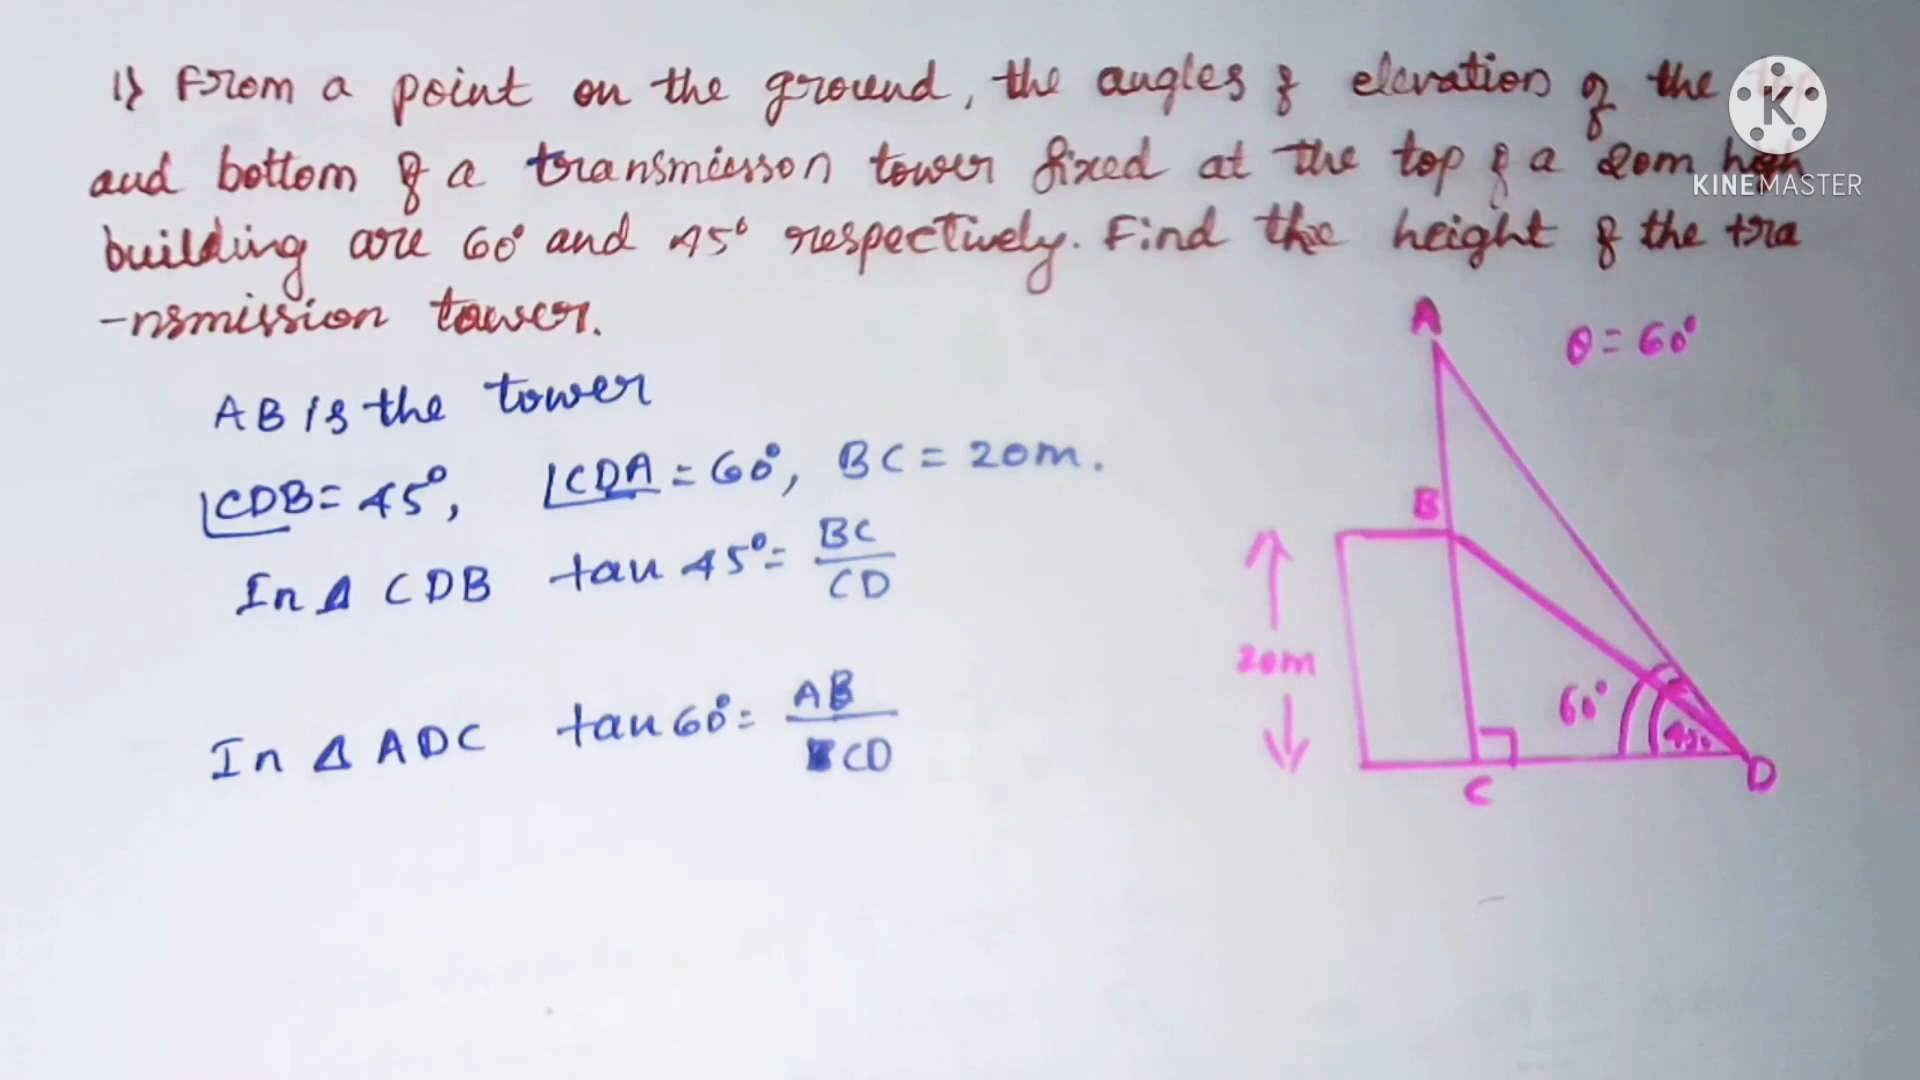 1) From a point on the ground, the angles of elevation of the top
and bottom of a transmission tower fixed at the top of a 20m high
building are 60° and 45° respectively. Find the height of the tra
-nsmission tower.
AB is the tower
∠CDB = 45°, ∠CDA = 60°, BC = 20m.
In Δ CDB tan 45° = BC/CD
In Δ ADC tan 60° = AB/CD
A
θ = 60°
B
20m
60°
45°
C
D
K
KINEMASTER